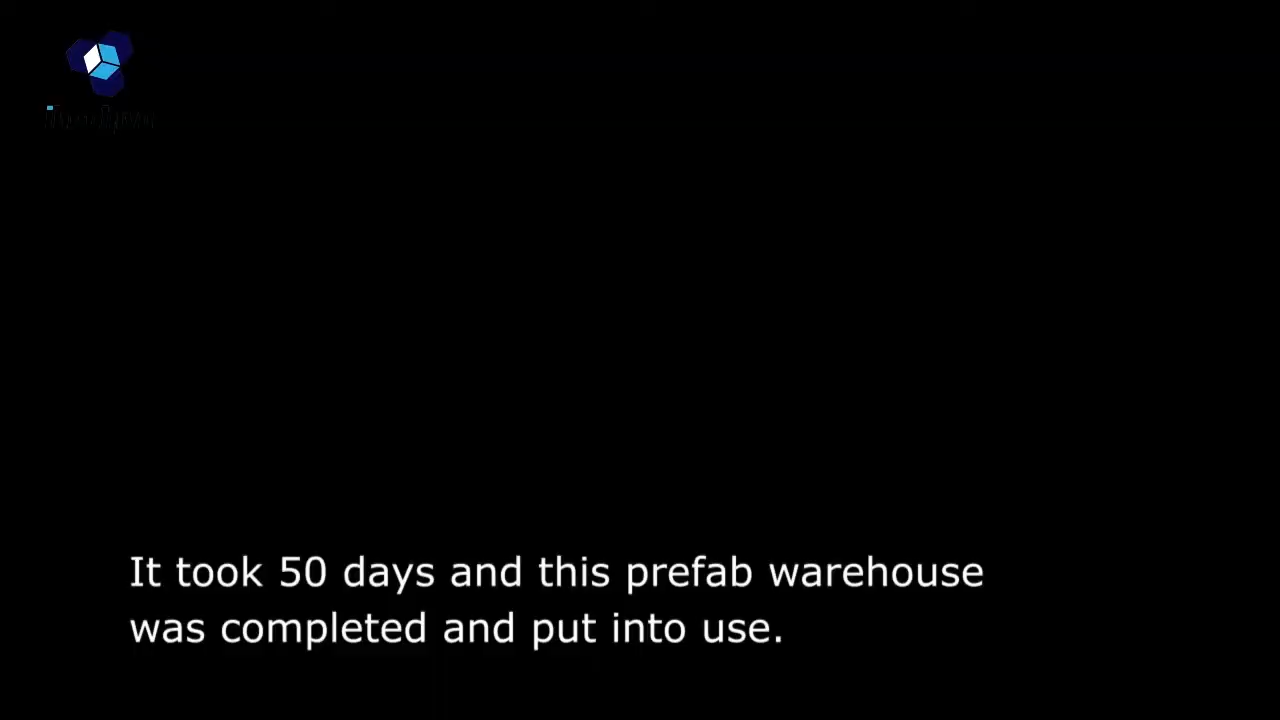 It took 50 days and this prefab warehouse
was completed and put into use.